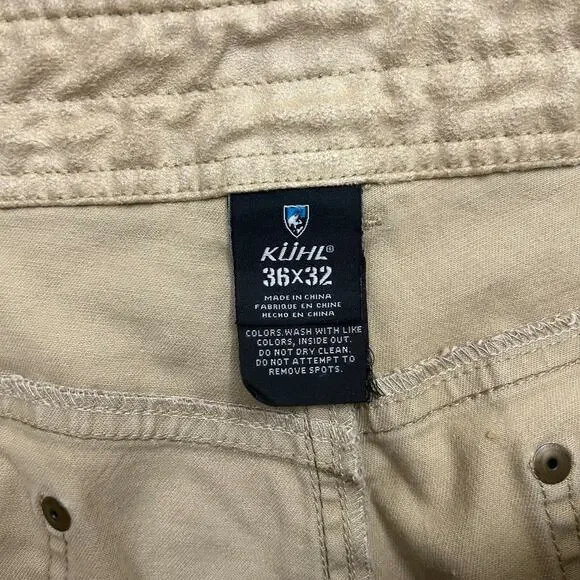 KÜHL®
36X32
MADE IN CHINA
FABRIQUE EN CHINE
HECHO EN CHINA
COLORS. WASH WITH LIKE
COLORS, INSIDE OUT.
DO NOT DRY CLEAN.
DO NOT ATTEMPT TO
REMOVE SPOTS.